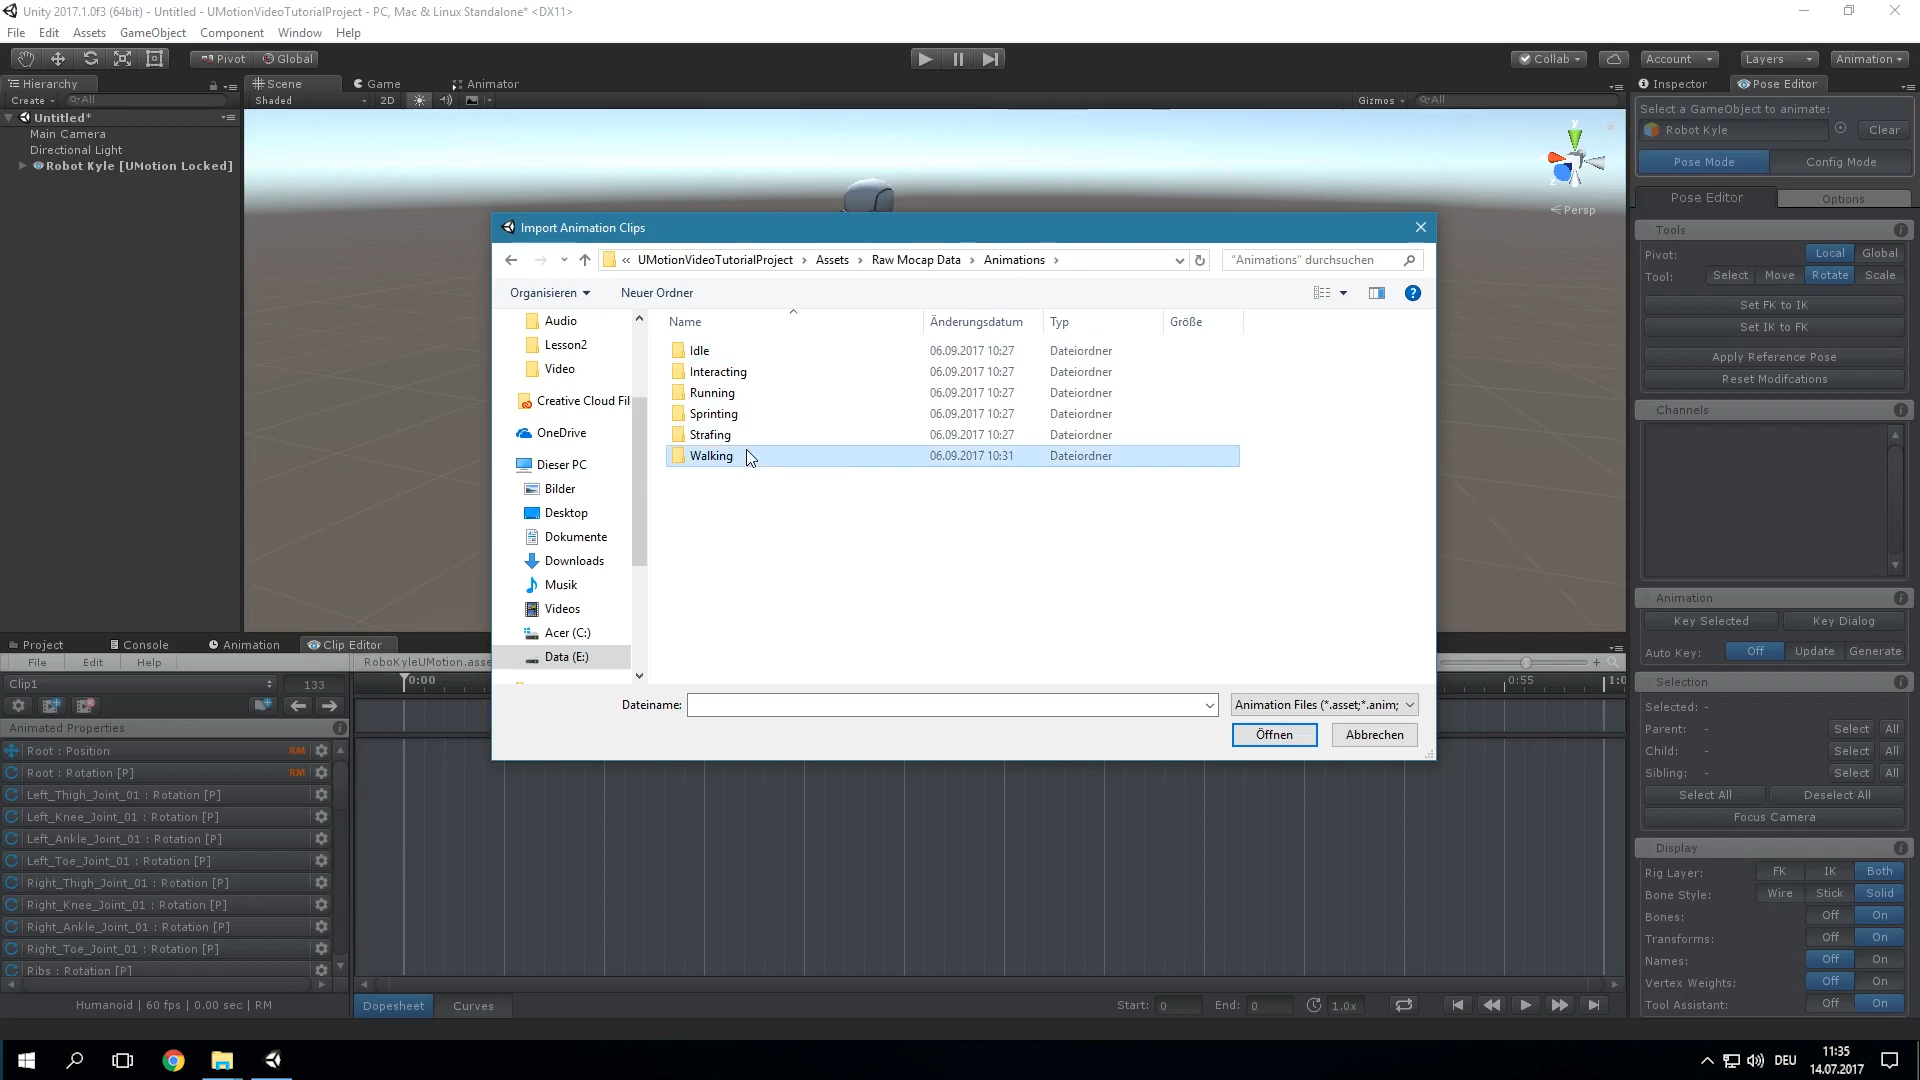 Unity 2017.1.0f3 (64bit) - Untitled - UMotionVideoTutorialProject - PC, Mac & Linux Standalone* <DX11>
File Edit Assets GameObject Component Window Help
Pivot Global Collab Account Layers Animation
Hierarchy Scene Game Animator Inspector Pose Editor
Create All Shaded 2D Gizmos All
Select a GameObject to animate:
Untitled*
Main Camera
Robot Kyle Clear
Directional Light
Robot Kyle [UMotion Locked]
Pose Mode Config Mode
y
z
Persp
Pose Editor Options
Import Animation Clips
Tools
« UMotionVideoTutorialProject › Assets › Raw Mocap Data › Animations ›
"Animations" durchsuchen
Pivot: Local Global
Tool: Select Move Rotate Scale
Organisieren Neuer Ordner
Set FK to IK
Set IK to FK
Apply Reference Pose
Reset Modifcations
Channels
Name Änderungsdatum Typ Größe
Idle 06.09.2017 10:27 Dateiordner
Interacting 06.09.2017 10:27 Dateiordner
Running 06.09.2017 10:27 Dateiordner
Sprinting 06.09.2017 10:27 Dateiordner
Strafing 06.09.2017 10:27 Dateiordner
Walking 06.09.2017 10:31 Dateiordner
Audio
Lesson2
Video
Creative Cloud Fil
OneDrive
Dieser PC
Bilder
Desktop
Dokumente
Downloads
Musik
Videos
Acer (C:)
Data (E:)
Dateiname: Animation Files (*.asset;*.anim;
Öffnen Abbrechen
Animation
Key Selected Key Dialog
Auto Key: Off Update Generate
Selection
Selected: -
Parent: - Select All
Child: - Select All
Sibling: - Select All
Select All Deselect All
Focus Camera
Display
Rig Layer: FK IK Both
Bone Style: Wire Stick Solid
Bones: Off On
Transforms: Off On
Names: Off On
Vertex Weights: Off On
Tool Assistant: Off On
Project Console Animation Clip Editor
File Edit Help RoboKyleUMotion.asse
Clip1 133 0:00 0:55 1:0
Animated Properties
Root : Position RM
Root : Rotation [P] RM
Left_Thigh_Joint_01 : Rotation [P]
Left_Knee_Joint_01 : Rotation [P]
Left_Ankle_Joint_01 : Rotation [P]
Left_Toe_Joint_01 : Rotation [P]
Right_Thigh_Joint_01 : Rotation [P]
Right_Knee_Joint_01 : Rotation [P]
Right_Ankle_Joint_01 : Rotation [P]
Right_Toe_Joint_01 : Rotation [P]
Ribs : Rotation [P]
Humanoid | 60 fps | 0.00 sec | RM
Dopesheet Curves Start: 0 End: 0 1.0x
DEU
11:35
14.07.2017